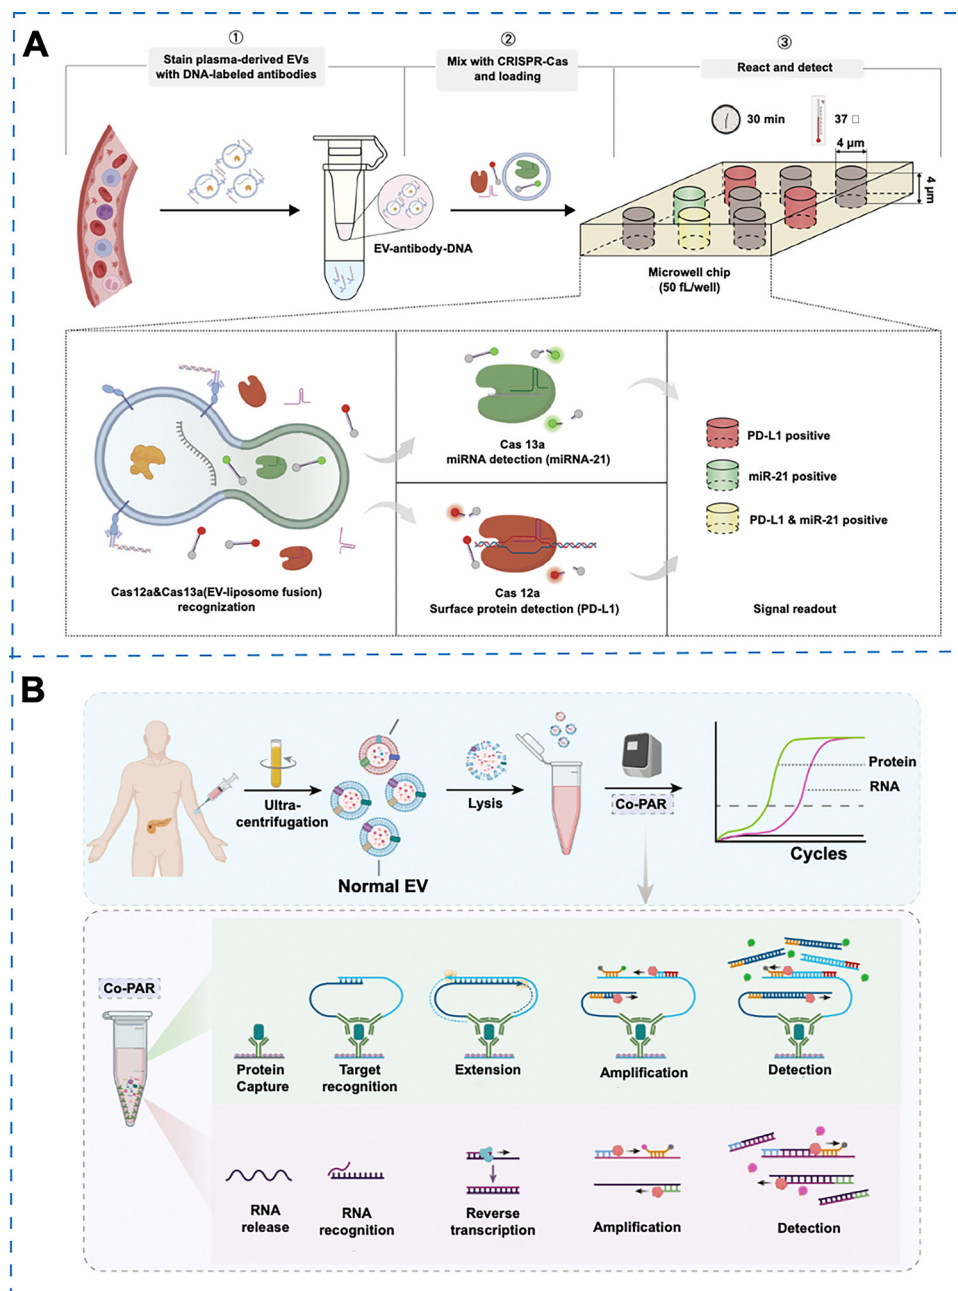 A
①
Stain plasma-derived EVs
with DNA-labeled antibodies
②
Mix with CRISPR-Cas
and loading
③
React and detect
30 min
37 □
4 μm
4 μm
EV-antibody-DNA
Microwell chip
(50 fL/well)
Cas12a&Cas13a(EV-liposome fusion)
recognization
Cas 13a
miRNA detection (miRNA-21)
Cas 12a
Surface protein detection (PD-L1)
PD-L1 positive
miR-21 positive
PD-L1 & miR-21 positive
Signal readout
B
Ultra-
centrifugation
Normal EV
Lysis
Co-PAR
Protein
RNA
Cycles
Co-PAR
Protein
Capture
Target
recognition
Extension
Amplification
Detection
RNA
release
RNA
recognition
Reverse
transcription
Amplification
Detection